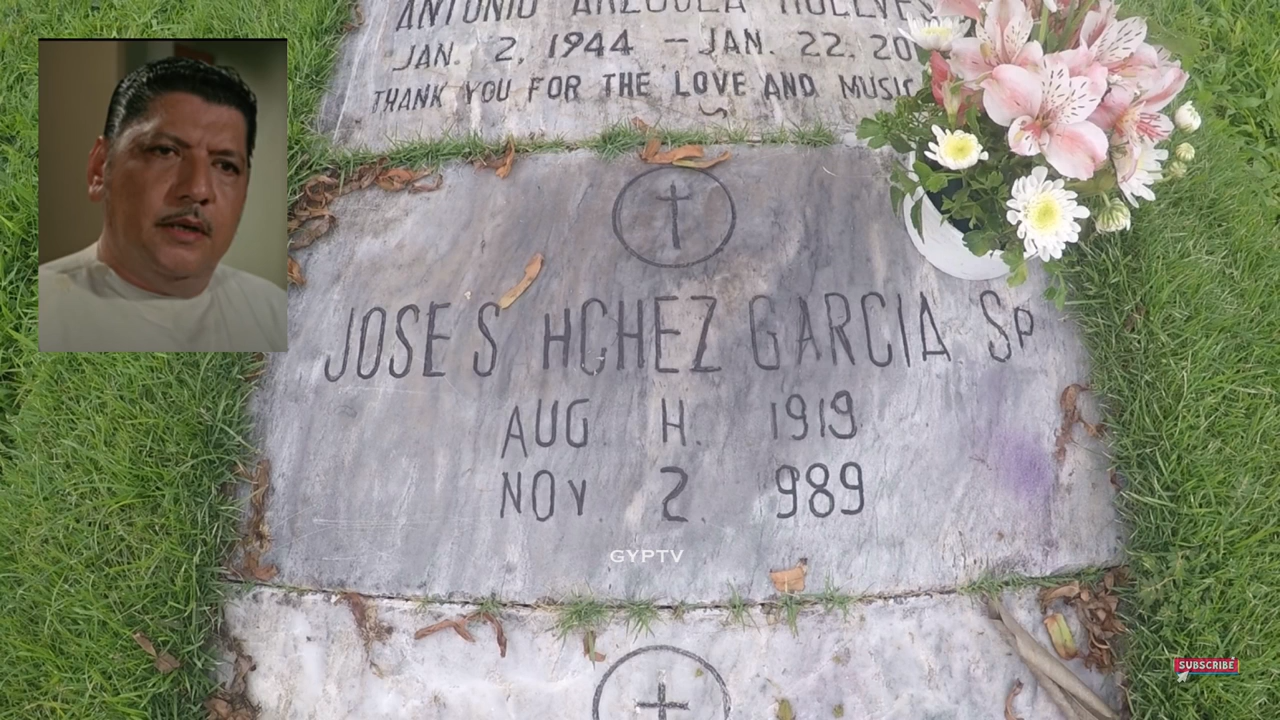 JAN. 2, 1944 - JAN. 22. 20
THANK YOU FOR THE LOVE AND MUSIC
JOSE S HCHEZ GARCIA Sp
AUG H. 1919
NOV 2. 989
GYPTV
SUBSCRIBE